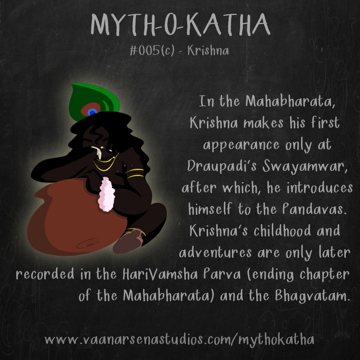 MYTH-O-KATHA
#005(c) - Krishna
In the Mahabharata,
Krishna makes his first
appearance only at
Draupadi's Swayamwar,
after which, he introduces
himself to the Pandavas.
Krishna's childhood and
adventures are only later
recorded in the HariVamsha Parva (ending chapter
of the Mahabharata) and the Bhagvatam.
www.vaanarsenastudios.com/mythokatha